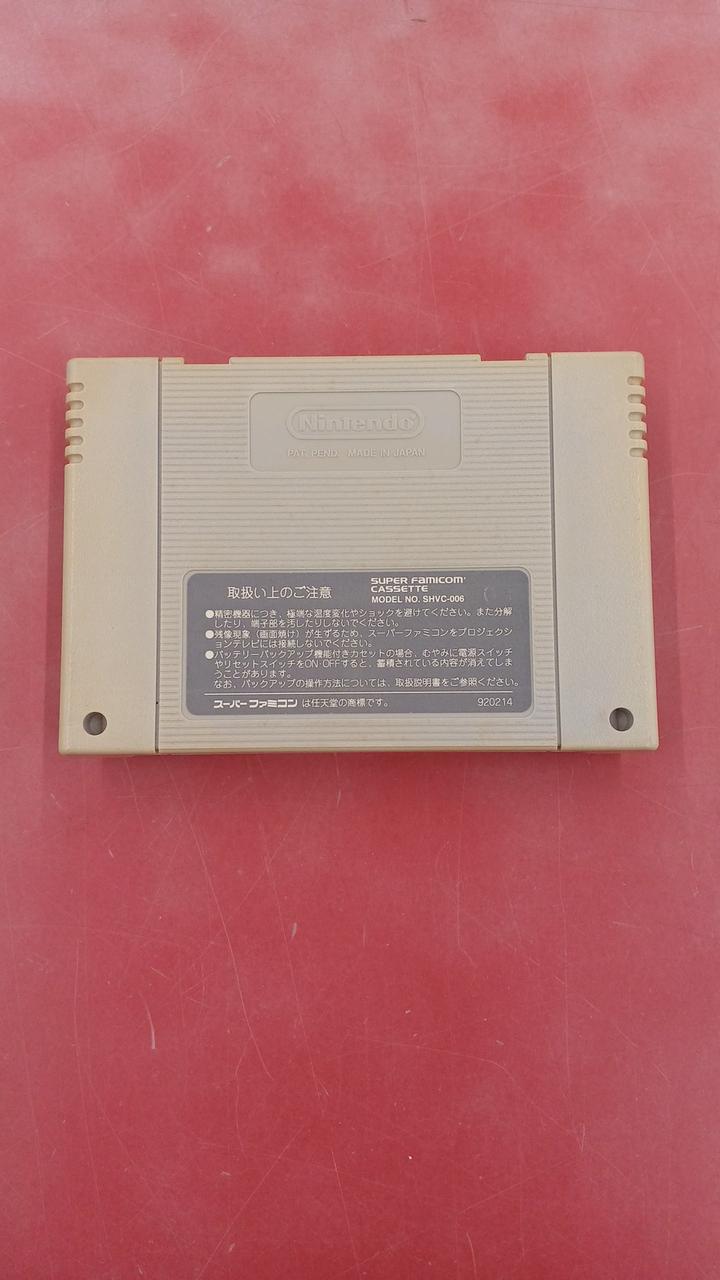 Nintendo
PAT. PEND. MADE IN JAPAN
取扱い上のご注意
SUPER FAMICOM
CASSETTE
MODEL NO. SHVC-006
●精密機器につき、極端な温度変化やショックを避けてください。また分解
したり、端子部を汚したりしないでください。
●残像現象（画面焼け）が生ずるため、スーパーファミコンをプロジェクシ
ョンテレビには接続しないでください。
●バッテリーバックアップ機能付きカセットの場合、むやみに電源スイッチ
やリセットスイッチをON·OFFすると、蓄積されている内容が消えてしま
うことがあります。
なお、バックアップの操作方法については、取扱説明書をご参照ください。
スーパーファミコン は任天堂の商標です。
920214